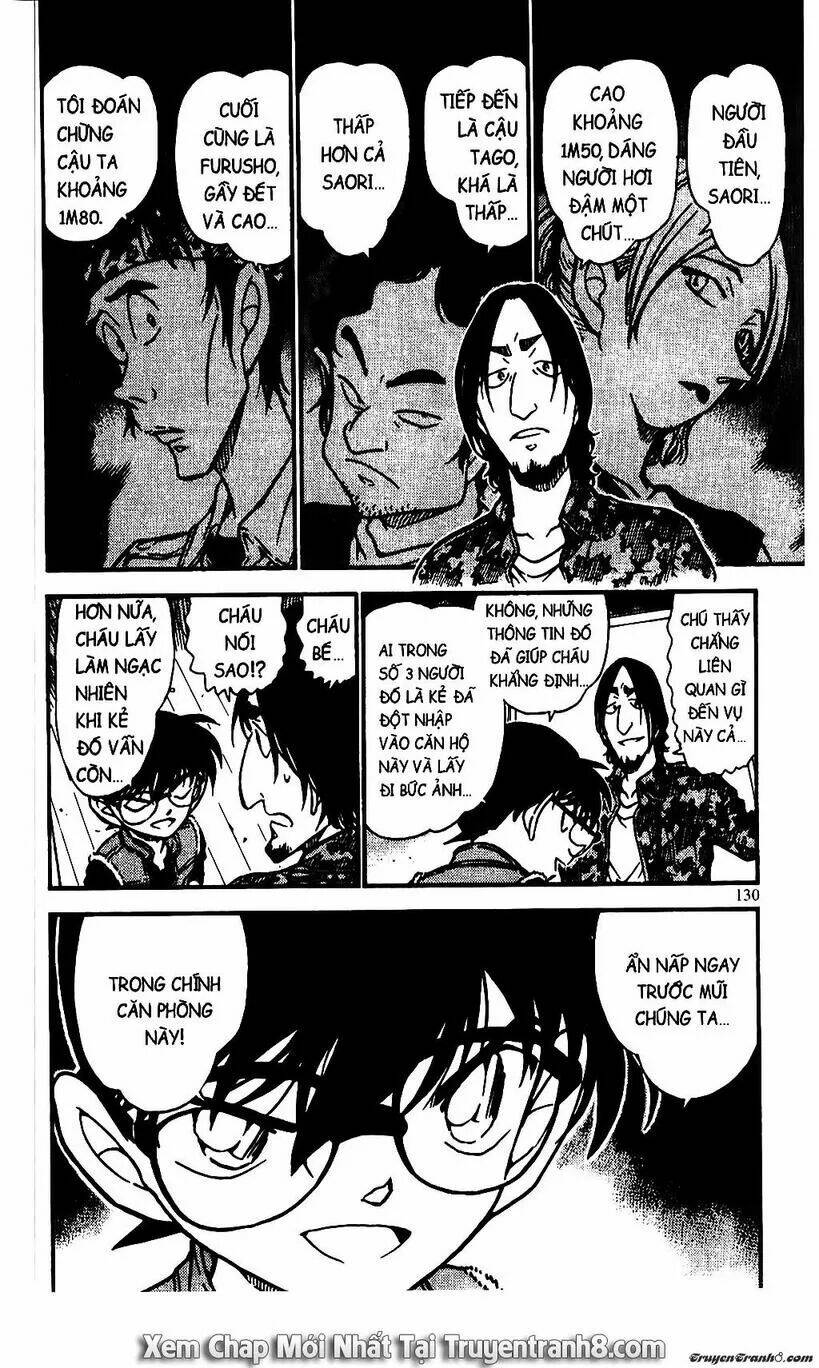 NGƯỜI
ĐẦU
TIÊN,
SAORI...
CAO
KHOẢNG
1M50, DÁNG
NGƯỜI HƠI
ĐẬM MỘT
CHÚT...
TIẾP ĐẾN
LÀ CẬU
TAGO,
KHÁ LÀ
THẤP...
THẤP
HƠN CẢ
SAORI...
CUỐI
CÙNG LÀ
FURUSHO,
GẦY ĐÉT
VÀ CAO...
TÔI ĐOÁN
CHỪNG
CẬU TA
KHOẢNG
1M80.
CHÚ THẤY
CHẲNG
LIÊN
QUAN GÌ
ĐẾN VỤ
NÀY CẢ...
KHÔNG, NHỮNG
THÔNG TIN ĐÓ
ĐÃ GIÚP CHÁU
KHẲNG ĐỊNH...
AI TRONG
SỐ 3 NGƯỜI
ĐÓ LÀ KẺ ĐÃ
ĐỘT NHẬP
VÀO CĂN HỘ
NÀY VÀ LẤY
ĐI BỨC ẢNH...
CHÁU
BÉ...
CHÁU
NÓI
SAO!?
HƠN NỮA,
CHÁU LẤY
LÀM NGẠC
NHIÊN
KHI KẺ
ĐÓ VẪN
CÒN...
130
ẨN NẤP NGAY
TRƯỚC MŨI
CHÚNG TA...
TRONG CHÍNH
CĂN PHÒNG
NÀY!
Xem Chap Mới Nhất Tại Truyentranh8.com
TruyenTranh8.com